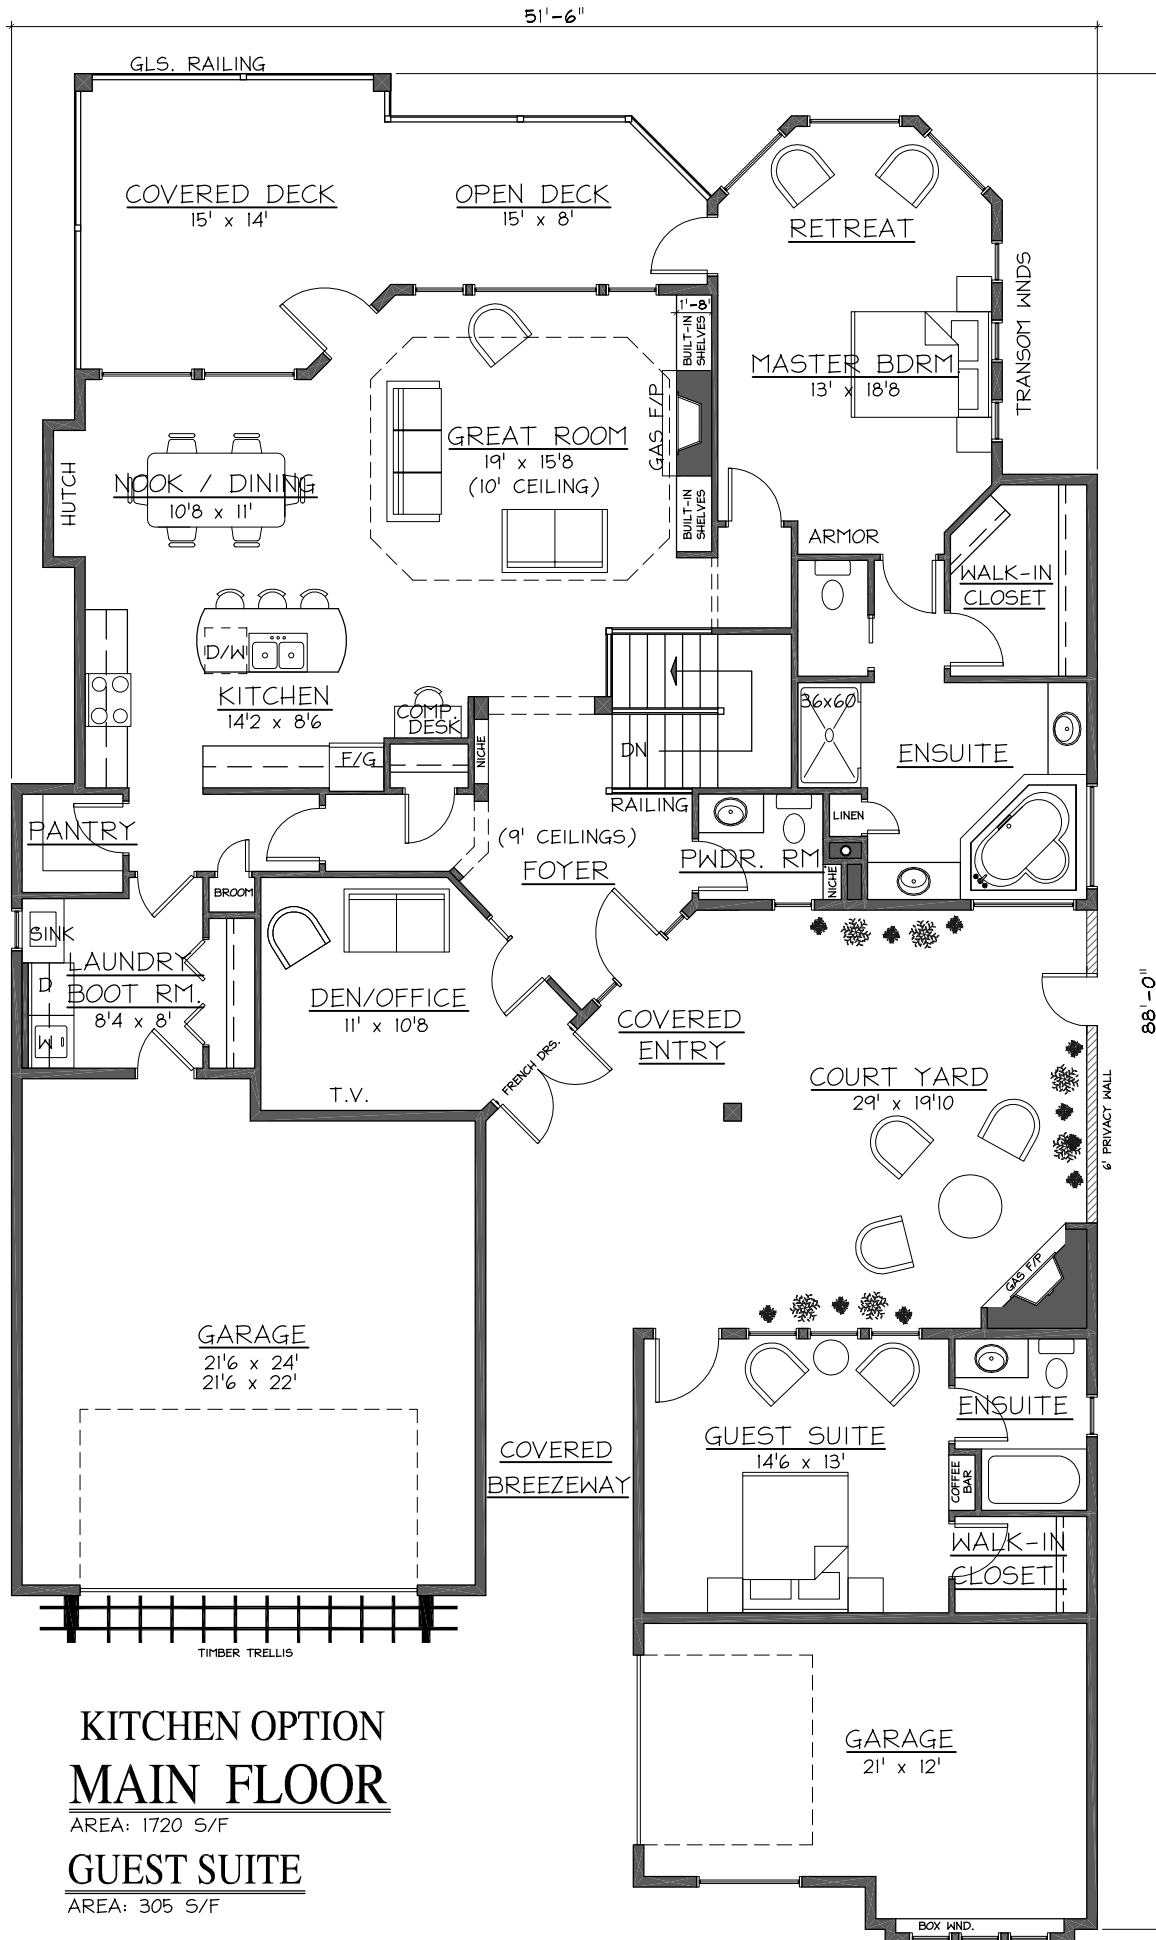 51'-6"
GLS. RAILING
COVERED DECK
15' x 14'
OPEN DECK
15' x 8'
RETREAT
TRANSOM WNDS
1'-8"
BUILT-IN
SHELVES
MASTER BDRM.
13' x 18'8
GAS F/P
GREAT ROOM
19' x 15'8
(10' CEILING)
HUTCH
NOOK / DINING
10'8 x 11'
BUILT-IN
SHELVES
ARMOR
WALK-IN
CLOSET
D/W
KITCHEN
14'2 x 8'6
COMP.
DESK
F/G
NICHE
DN
36x60
ENSUITE
RAILING
LINEN
PANTRY
(9' CEILINGS)
FOYER
PWDR. RM.
NICHE
BROOM
SINK
LAUNDRY
BOOT RM.
8'4 x 8'
D
W
DEN/OFFICE
11' x 10'8
T.V.
FRENCH DRS.
COVERED
ENTRY
COURT YARD
29' x 19'10
88'-0"
6' PRIVACY WALL
GAS F/P
GARAGE
21'6 x 24'
21'6 x 22'
COVERED
BREEZEWAY
GUEST SUITE
14'6 x 13'
ENSUITE
COFFEE
BAR
WALK-IN
CLOSET
TIMBER TRELLIS
GARAGE
21' x 12'
BOX WND.
KITCHEN OPTION
MAIN FLOOR
AREA: 1720 S/F
GUEST SUITE
AREA: 305 S/F